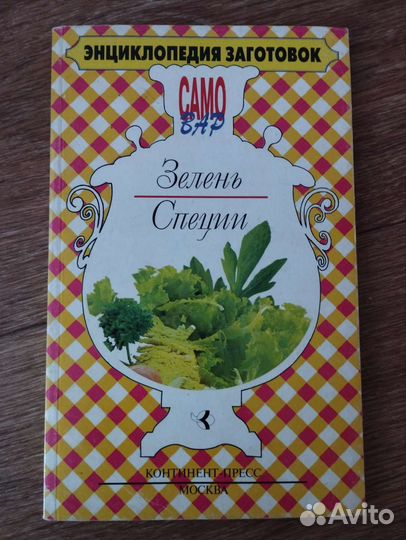 ЭНЦИКЛОПЕДИЯ ЗАГОТОВОК
САМО
ВАР
Зелень
Специи
КОНТИНЕНТ-ПРЕСС
МОСКВА
Avito